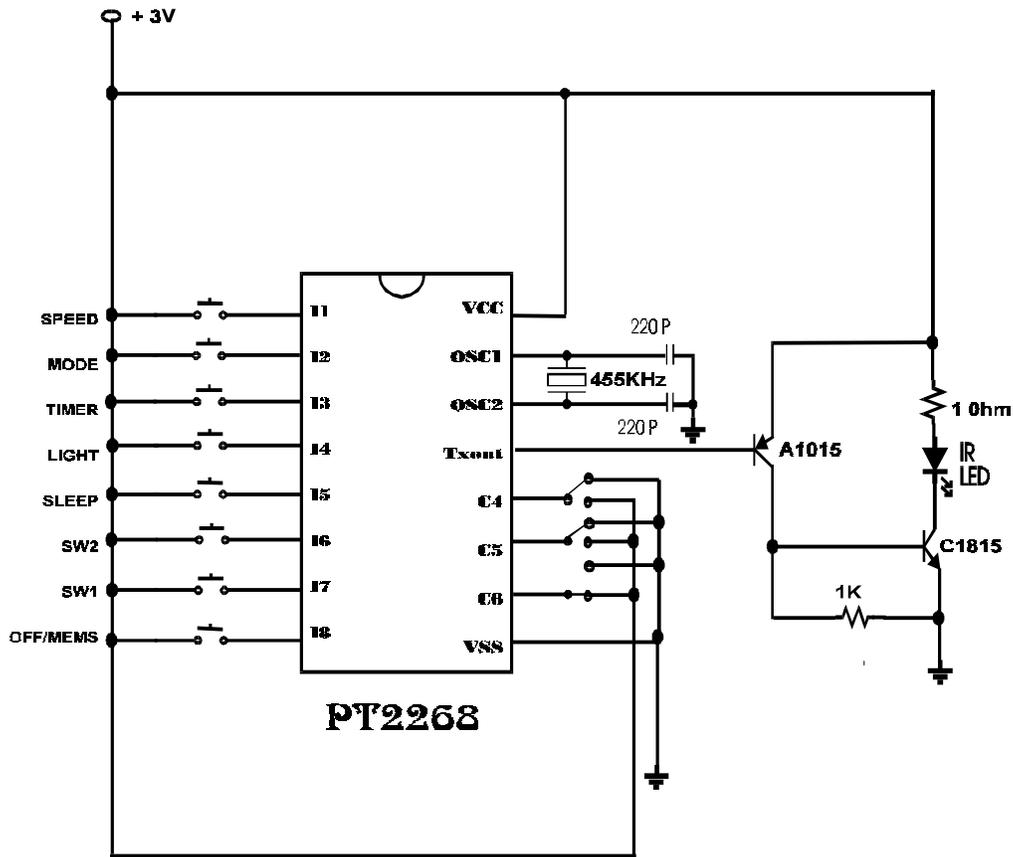 + 3V
SPEED
MODE
TIMER
LIGHT
SLEEP
SW2
SW1
OFF/MEMS
I1
I2
I3
I4
I5
I6
I7
I8
VCC
OSC1
OSC2
Txout
C4
C5
C6
VSS
PT2268
220 P
455KHz
220 P
A1015
1 Ohm
IR
LED
C1815
1K